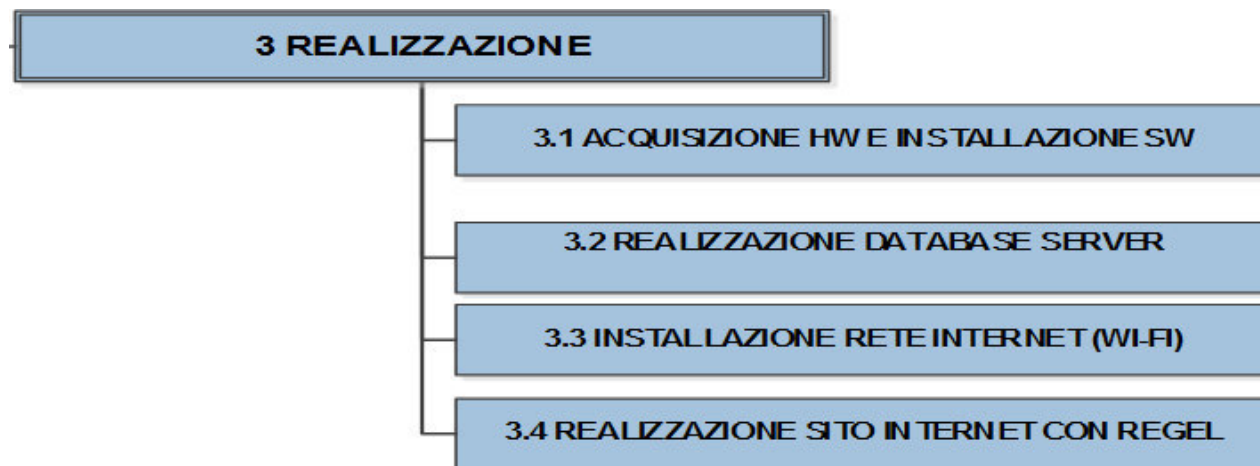 3 REALIZZAZIONE
3.1 ACQUISIZIONE HW E INSTALLAZIONE SW
3.2 REALIZZAZIONE DATABASE SERVER
3.3 INSTALLAZIONE RETE INTERNET (WI-FI)
3.4 REALIZZAZIONE SITO INTERNET CON REGEL